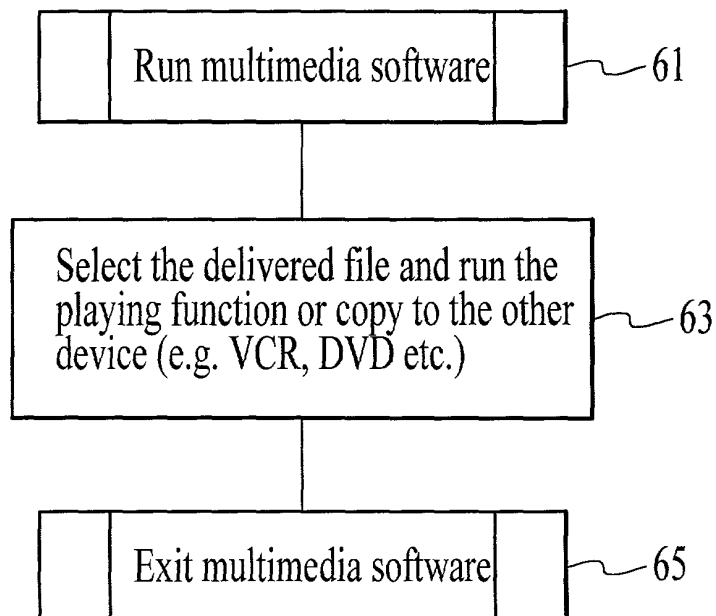 Run multimedia software
61
Select the delivered file and run the
playing function or copy to the other
device (e.g. VCR, DVD etc.)
63
Exit multimedia software
65